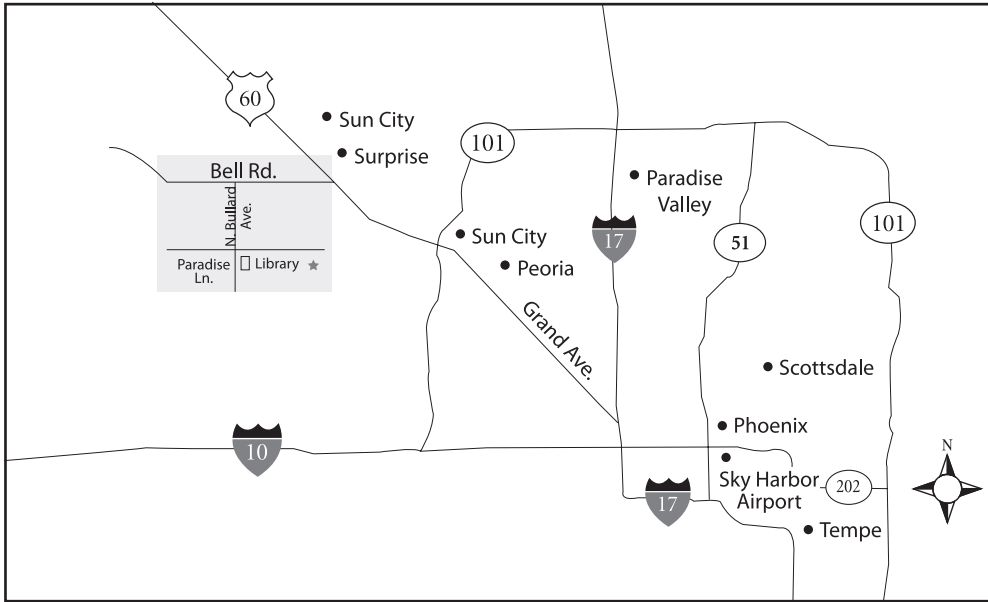 60
Sun City
Surprise
101
Bell Rd.
N. Bullard
Ave.
Paradise
Valley
101
17
51
Sun City
Peoria
Paradise
Ln.
Library
Grand Ave.
Scottsdale
Phoenix
10
N
Sky Harbor
Airport
202
17
Tempe